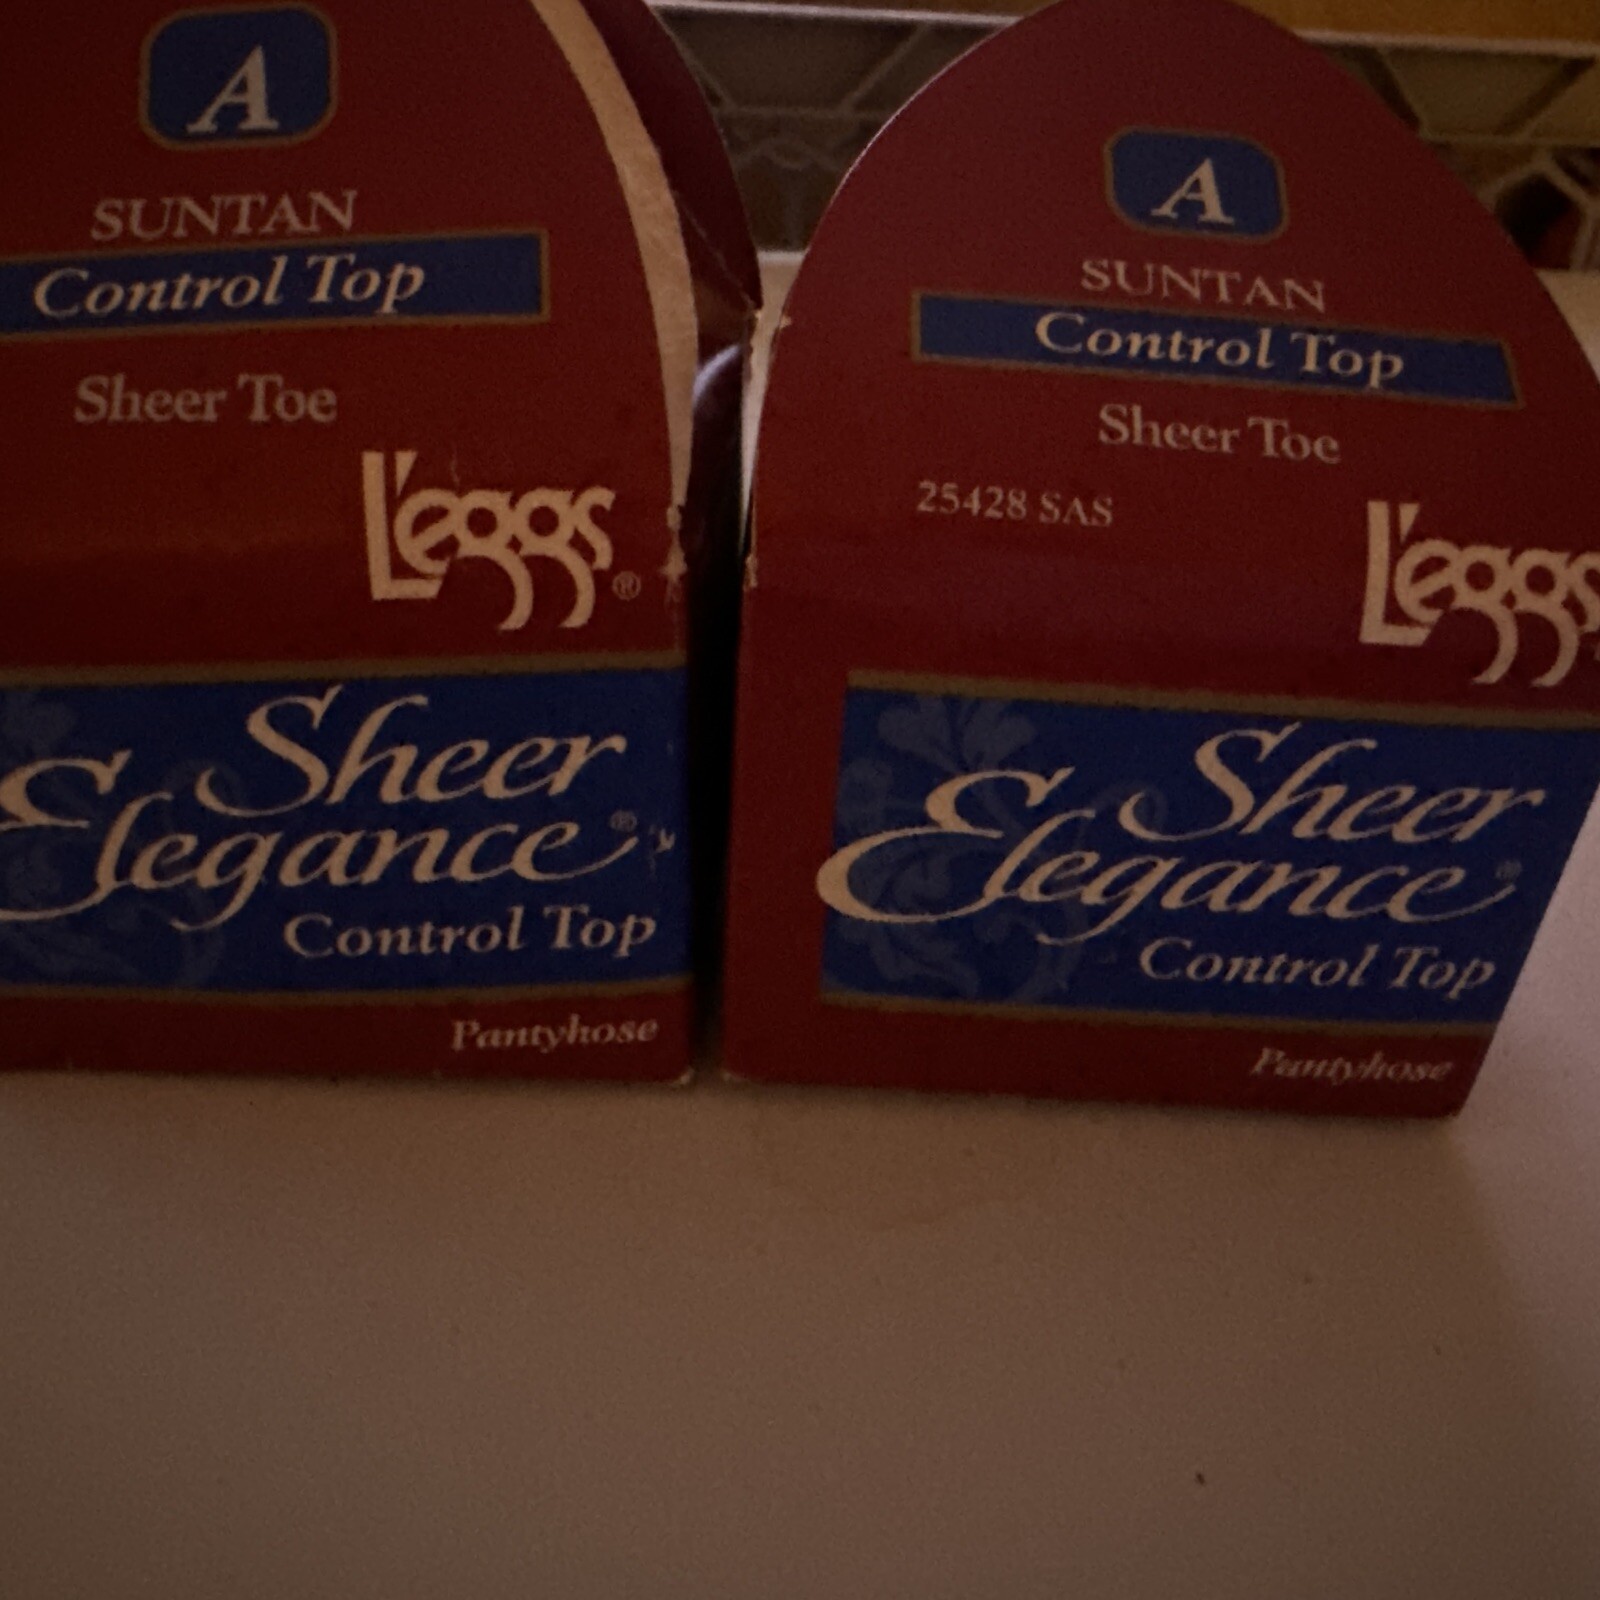 A
SUNTAN
Control Top
Sheer Toe
L'eggs®
Sheer
Elegance®
Control Top
Pantyhose
A
SUNTAN
Control Top
Sheer Toe
25428 SAS
L'eggs
Sheer
Elegance®
Control Top
Pantyhose